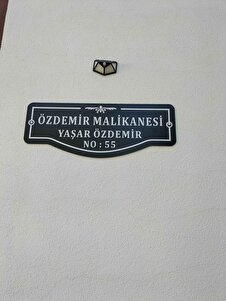 ÖZDEMİR MALİKANESİ
YAŞAR ÖZDEMİR
NO : 55